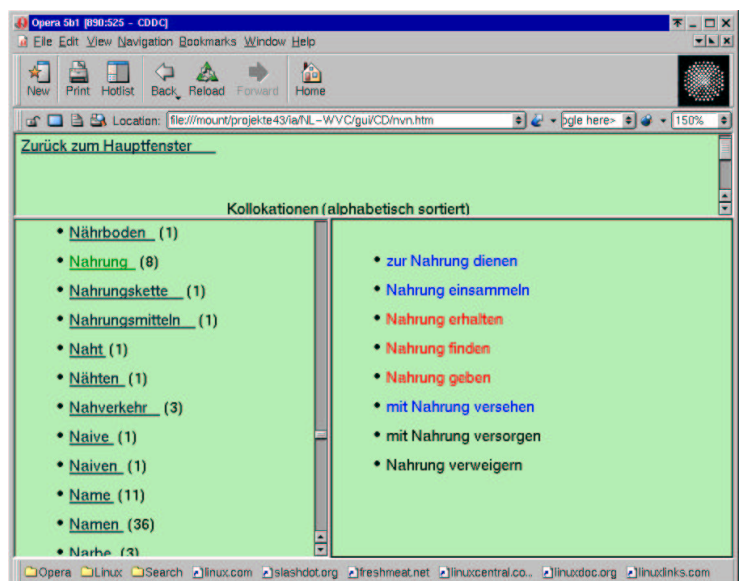 Opera 5b1 [890:525 - CDDC]
File Edit View Navigation Bookmarks Window Help
New Print Hotlist Back Reload Forward Home
Location: file:///mount/projekte43/ia/NL-WVC/gui/CD/nvn.htm ogle here> 150%
Zurück zum Hauptfenster
Kollokationen (alphabetisch sortiert)
Nährboden (1)
Nahrung (8)
Nahrungskette (1)
Nahrungsmitteln (1)
Naht (1)
Nähten (1)
Nahverkehr (3)
Naive (1)
Naiven (1)
Name (11)
Namen (36)
Narbe (3)
zur Nahrung dienen
Nahrung einsammeln
Nahrung erhalten
Nahrung finden
Nahrung geben
mit Nahrung versehen
mit Nahrung versorgen
Nahrung verweigern
Opera Linux Search linux.com slashdot.org freshmeat.net linuxcentral.co... linuxdoc.org linuxlinks.com